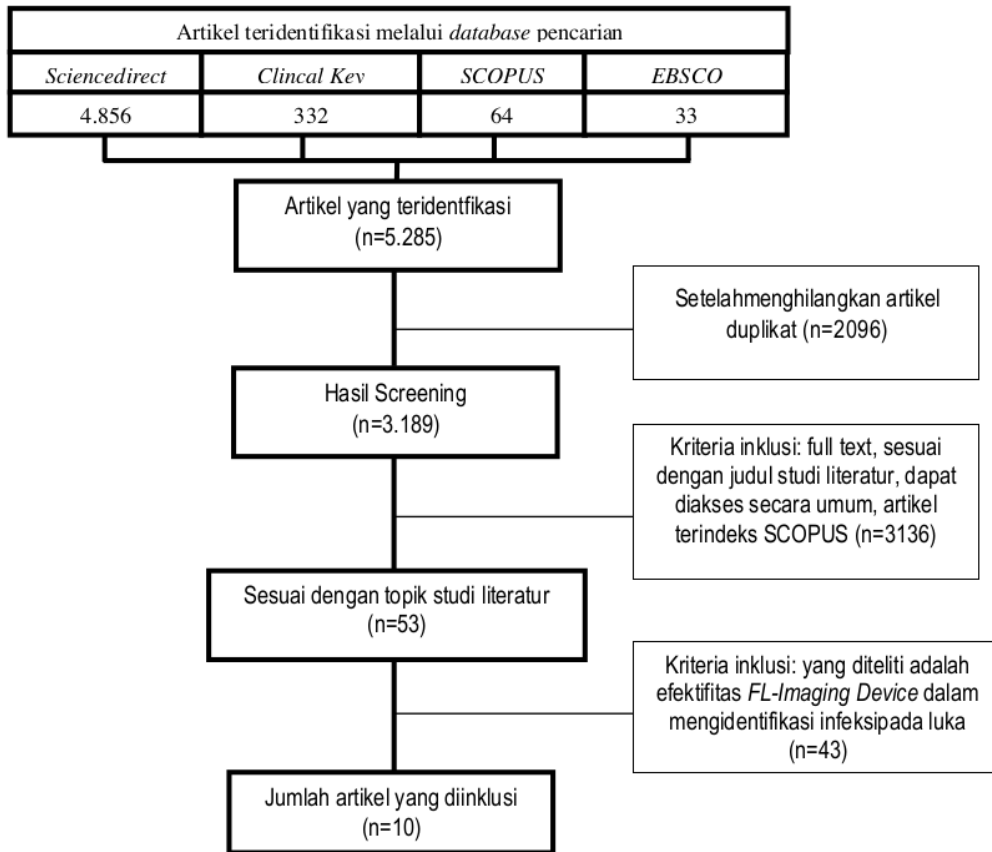 Artikel teridentifikasi melalui database pencarian
Sciencedirect Clincal Kev SCOPUS EBSCO
4.856 332 64 33
Artikel yang teridentfikasi
(n=5.285)
Setelahmenghilangkan artikel
duplikat (n=2096)
Hasil Screening
(n=3.189)
Kriteria inklusi: full text, sesuai
dengan judul studi literatur, dapat
diakses secara umum, artikel
terindeks SCOPUS (n=3136)
Sesuai dengan topik studi literatur
(n=53)
Kriteria inklusi: yang diteliti adalah
efektifitas FL-Imaging Device dalam
mengidentifikasi infeksipada luka
(n=43)
Jumlah artikel yang diinklusi
(n=10)